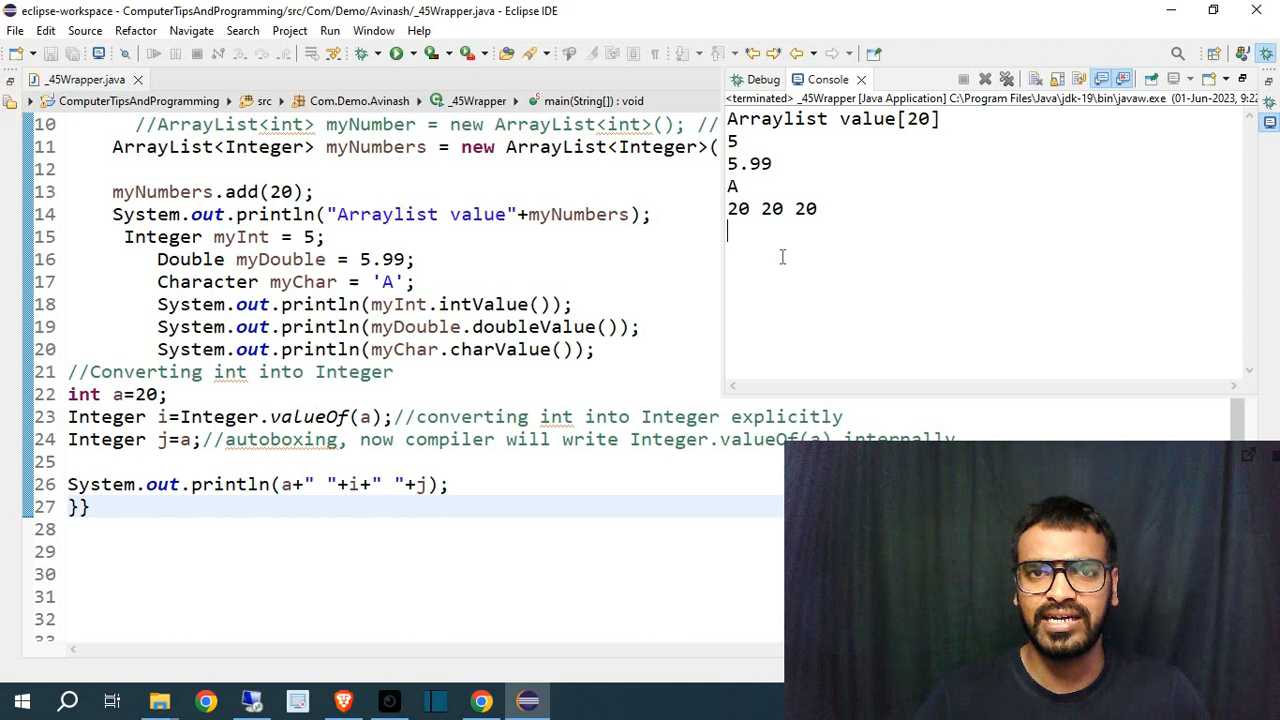 eclipse-workspace - ComputerTipsAndProgramming/src/Com/Demo/Avinash/_45Wrapper.java - Eclipse IDE
File Edit Source Refactor Navigate Search Project Run Window Help
_45Wrapper.java
ComputerTipsAndProgramming src Com.Demo.Avinash _45Wrapper main(String[]) : void
10 //ArrayList<int> myNumber = new ArrayList<int>(); //
11 ArrayList<Integer> myNumbers = new ArrayList<Integer>(
12
13 myNumbers.add(20);
14 System.out.println("Arraylist value"+myNumbers);
15 Integer myInt = 5;
16 Double myDouble = 5.99;
17 Character myChar = 'A';
18 System.out.println(myInt.intValue());
19 System.out.println(myDouble.doubleValue());
20 System.out.println(myChar.charValue());
21 //Converting int into Integer
22 int a=20;
23 Integer i=Integer.valueOf(a);//converting int into Integer explicitly
24 Integer j=a;//autoboxing, now compiler will write Integer.valueOf(a) internally
25
26 System.out.println(a+" "+i+" "+j);
27 }}
28
29
30
31
32
33
Debug Console
<terminated> _45Wrapper [Java Application] C:\Program Files\Java\jdk-19\bin\javaw.exe (01-Jun-2023, 9:22
Arraylist value[20]
5
5.99
A
20 20 20